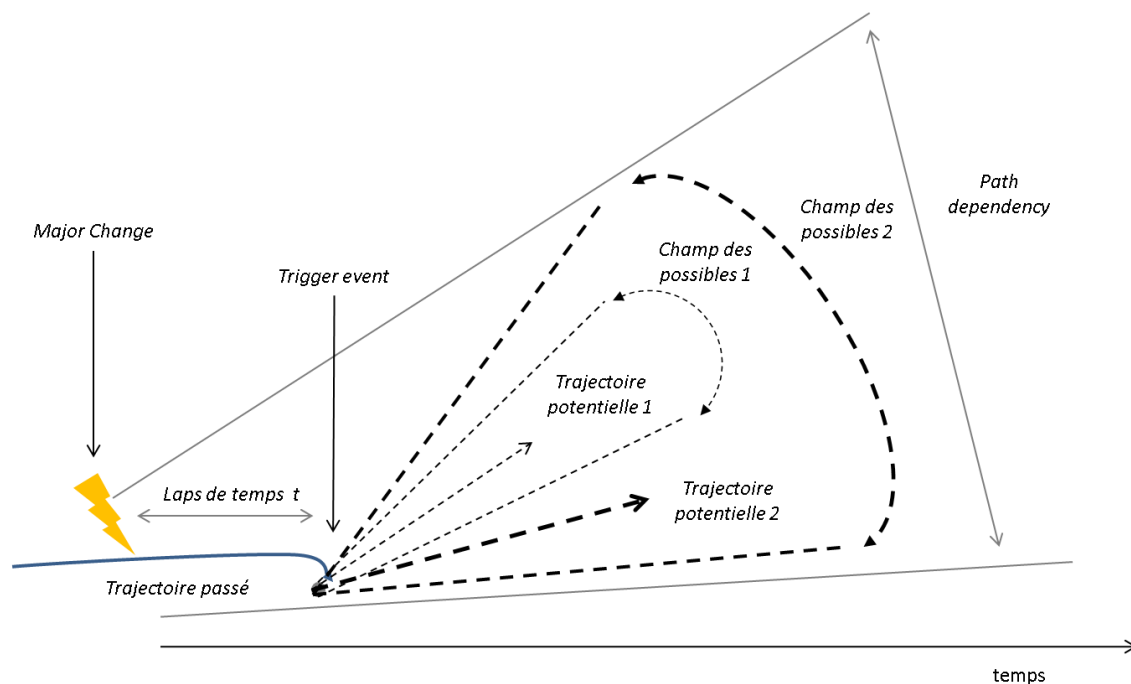 Major Change
Trigger event
Laps de temps t
Trajectoire passé
Trajectoire
potentielle 1
Trajectoire
potentielle 2
Champ des
possibles 1
Champ des
possibles 2
Path
dependency
temps